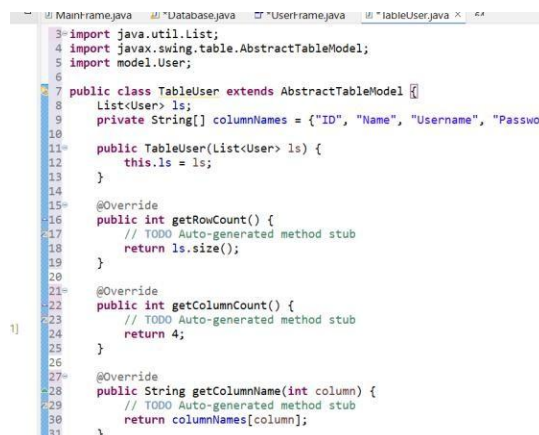 MainFrame.java *Database.java *UserFrame.java *TableUser.java ×
3 import java.util.List;
4 import javax.swing.table.AbstractTableModel;
5 import model.User;
6
7 public class TableUser extends AbstractTableModel {
8 List<User> ls;
9 private String[] columnNames = {"ID", "Name", "Username", "Passwo
10
11 public TableUser(List<User> ls) {
12 this.ls = ls;
13 }
14
15 @Override
16 public int getRowCount() {
17 // TODO Auto-generated method stub
18 return ls.size();
19 }
20
21 @Override
22 public int getColumnCount() {
23 // TODO Auto-generated method stub
24 return 4;
25 }
26
27 @Override
28 public String getColumnName(int column) {
29 // TODO Auto-generated method stub
30 return columnNames[column];
31 }
1]